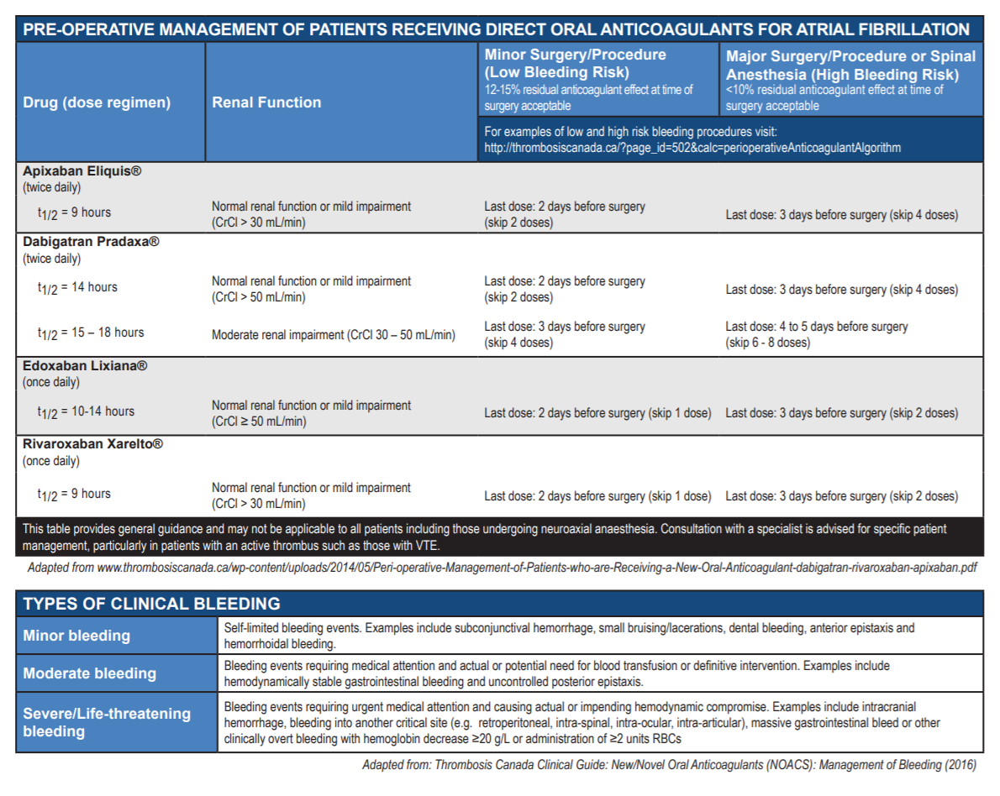 PRE-OPERATIVE MANAGEMENT OF PATIENTS RECEIVING DIRECT ORAL ANTICOAGULANTS FOR ATRIAL FIBRILLATION
Drug (dose regimen)
Renal Function
Minor Surgery/Procedure
(Low Bleeding Risk)
12-15% residual anticoagulant effect at time of
surgery acceptable
Major Surgery/Procedure or Spinal
Anesthesia (High Bleeding Risk)
<10% residual anticoagulant effect at time of
surgery acceptable
For examples of low and high risk bleeding procedures visit:
http://thrombosiscanada.ca/?page_id=502&calc=perioperativeAnticoagulantAlgorithm
Apixaban Eliquis®
(twice daily)
t1/2 = 9 hours
Normal renal function or mild impairment
(CrCl > 30 mL/min)
Last dose: 2 days before surgery
(skip 2 doses)
Last dose: 3 days before surgery (skip 4 doses)
Dabigatran Pradaxa®
(twice daily)
t1/2 = 14 hours
Normal renal function or mild impairment
(CrCl > 50 mL/min)
Last dose: 2 days before surgery
(skip 2 doses)
Last dose: 3 days before surgery (skip 4 doses)
t1/2 = 15 – 18 hours
Moderate renal impairment (CrCl 30 – 50 mL/min)
Last dose: 3 days before surgery
(skip 4 doses)
Last dose: 4 to 5 days before surgery
(skip 6 - 8 doses)
Edoxaban Lixiana®
(once daily)
t1/2 = 10-14 hours
Normal renal function or mild impairment
(CrCl ≥ 50 mL/min)
Last dose: 2 days before surgery (skip 1 dose)
Last dose: 3 days before surgery (skip 2 doses)
Rivaroxaban Xarelto®
(once daily)
t1/2 = 9 hours
Normal renal function or mild impairment
(CrCl > 30 mL/min)
Last dose: 2 days before surgery (skip 1 dose)
Last dose: 3 days before surgery (skip 2 doses)
This table provides general guidance and may not be applicable to all patients including those undergoing neuroaxial anaesthesia. Consultation with a specialist is advised for specific patient
management, particularly in patients with an active thrombus such as those with VTE.
Adapted from www.thrombosiscanada.ca/wp-content/uploads/2014/05/Peri-operative-Management-of-Patients-who-are-Receiving-a-New-Oral-Anticoagulant-dabigatran-rivaroxaban-apixaban.pdf
TYPES OF CLINICAL BLEEDING
Minor bleeding
Self-limited bleeding events. Examples include subconjunctival hemorrhage, small bruising/lacerations, dental bleeding, anterior epistaxis and
hemorrhoidal bleeding.
Moderate bleeding
Bleeding events requiring medical attention and actual or potential need for blood transfusion or definitive intervention. Examples include
hemodynamically stable gastrointestinal bleeding and uncontrolled posterior epistaxis.
Severe/Life-threatening
bleeding
Bleeding events requiring urgent medical attention and causing actual or impending hemodynamic compromise. Examples include intracranial
hemorrhage, bleeding into another critical site (e.g. retroperitoneal, intra-spinal, intra-ocular, intra-articular), massive gastrointestinal bleed or other
clinically overt bleeding with hemoglobin decrease ≥20 g/L or administration of ≥2 units RBCs
Adapted from: Thrombosis Canada Clinical Guide: New/Novel Oral Anticoagulants (NOACS): Management of Bleeding (2016)